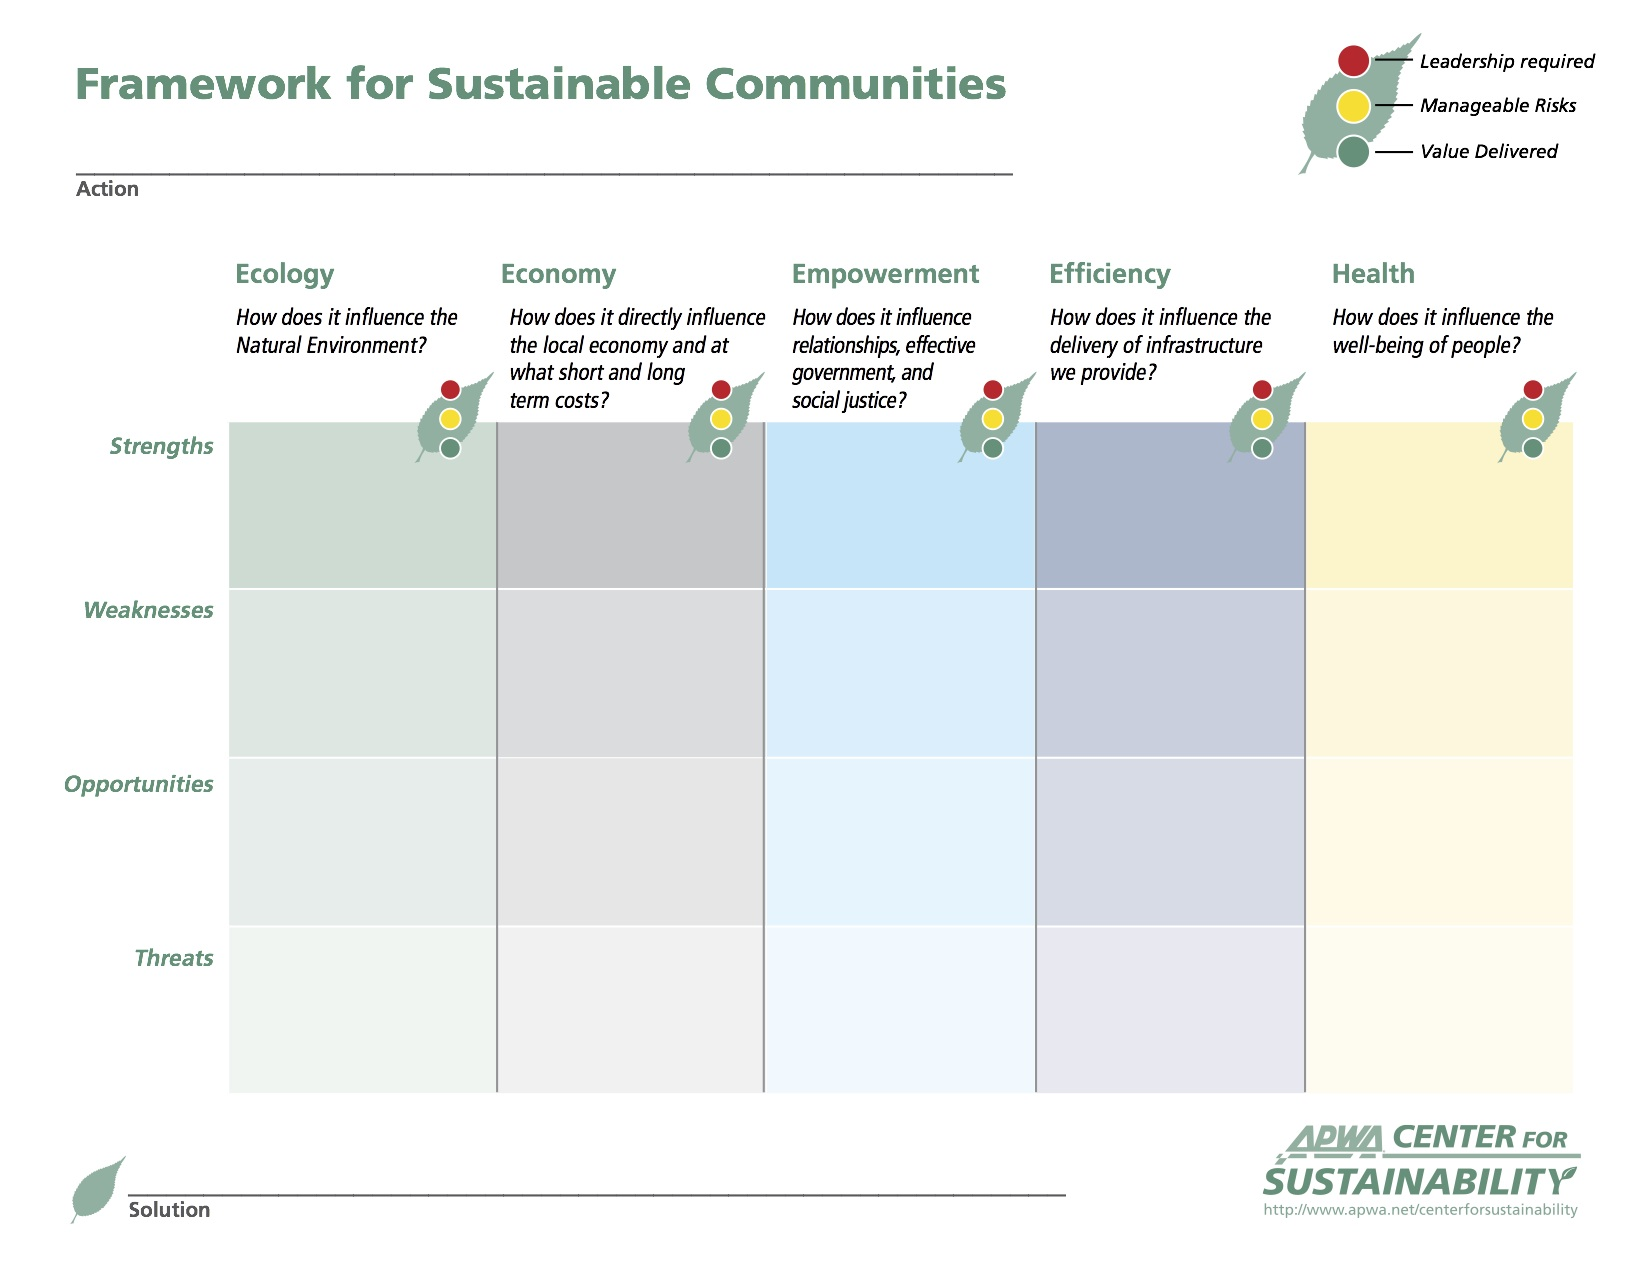 Framework for Sustainable Communities
Leadership required
Manageable Risks
Value Delivered
Action
Ecology
How does it influence the
Natural Environment?
Economy
How does it directly influence
the local economy and at
what short and long
term costs?
Empowerment
How does it influence
relationships, effective
government, and
social justice?
Efficiency
How does it influence the
delivery of infrastructure
we provide?
Health
How does it influence the
well-being of people?
Strengths
Weaknesses
Opportunities
Threats
Solution
APWA CENTER FOR
SUSTAINABILITY
http://www.apwa.net/centerforsustainability